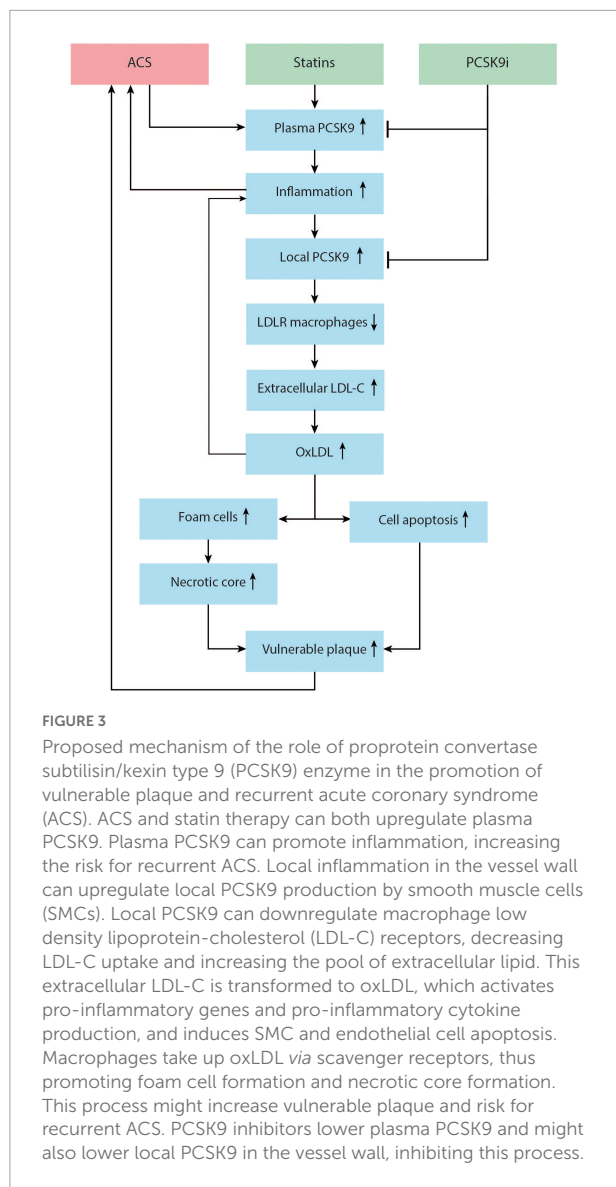 ACS
Statins
PCSK9i
Plasma PCSK9 ↑
Inflammation ↑
Local PCSK9 ↑
LDLR macrophages ↓
Extracellular LDL-C ↑
OxLDL ↑
Foam cells ↑
Cell apoptosis ↑
Necrotic core ↑
Vulnerable plaque ↑
FIGURE 3
Proposed mechanism of the role of proprotein convertase
subtilisin/kexin type 9 (PCSK9) enzyme in the promotion of
vulnerable plaque and recurrent acute coronary syndrome
(ACS). ACS and statin therapy can both upregulate plasma
PCSK9. Plasma PCSK9 can promote inflammation, increasing
the risk for recurrent ACS. Local inflammation in the vessel wall
can upregulate local PCSK9 production by smooth muscle cells
(SMCs). Local PCSK9 can downregulate macrophage low
density lipoprotein-cholesterol (LDL-C) receptors, decreasing
LDL-C uptake and increasing the pool of extracellular lipid. This
extracellular LDL-C is transformed to oxLDL, which activates
pro-inflammatory genes and pro-inflammatory cytokine
production, and induces SMC and endothelial cell apoptosis.
Macrophages take up oxLDL via scavenger receptors, thus
promoting foam cell formation and necrotic core formation.
This process might increase vulnerable plaque and risk for
recurrent ACS. PCSK9 inhibitors lower plasma PCSK9 and might
also lower local PCSK9 in the vessel wall, inhibiting this process.